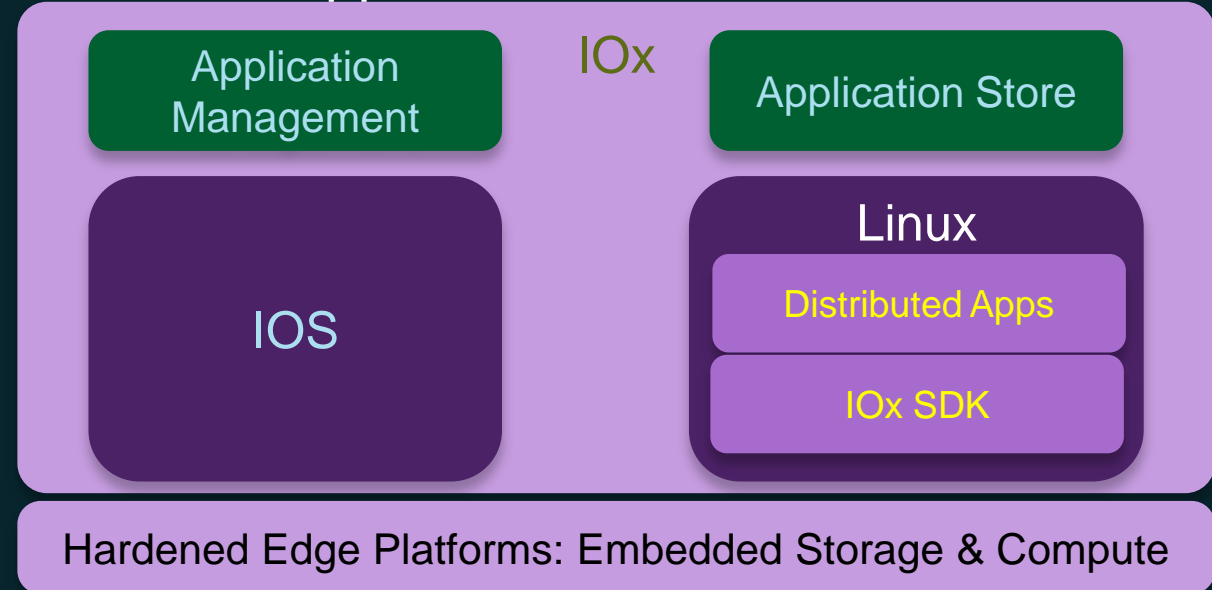 IOx
Application
Management
Application Store
IOS
Linux
Distributed Apps
IOx SDK
Hardened Edge Platforms: Embedded Storage & Compute